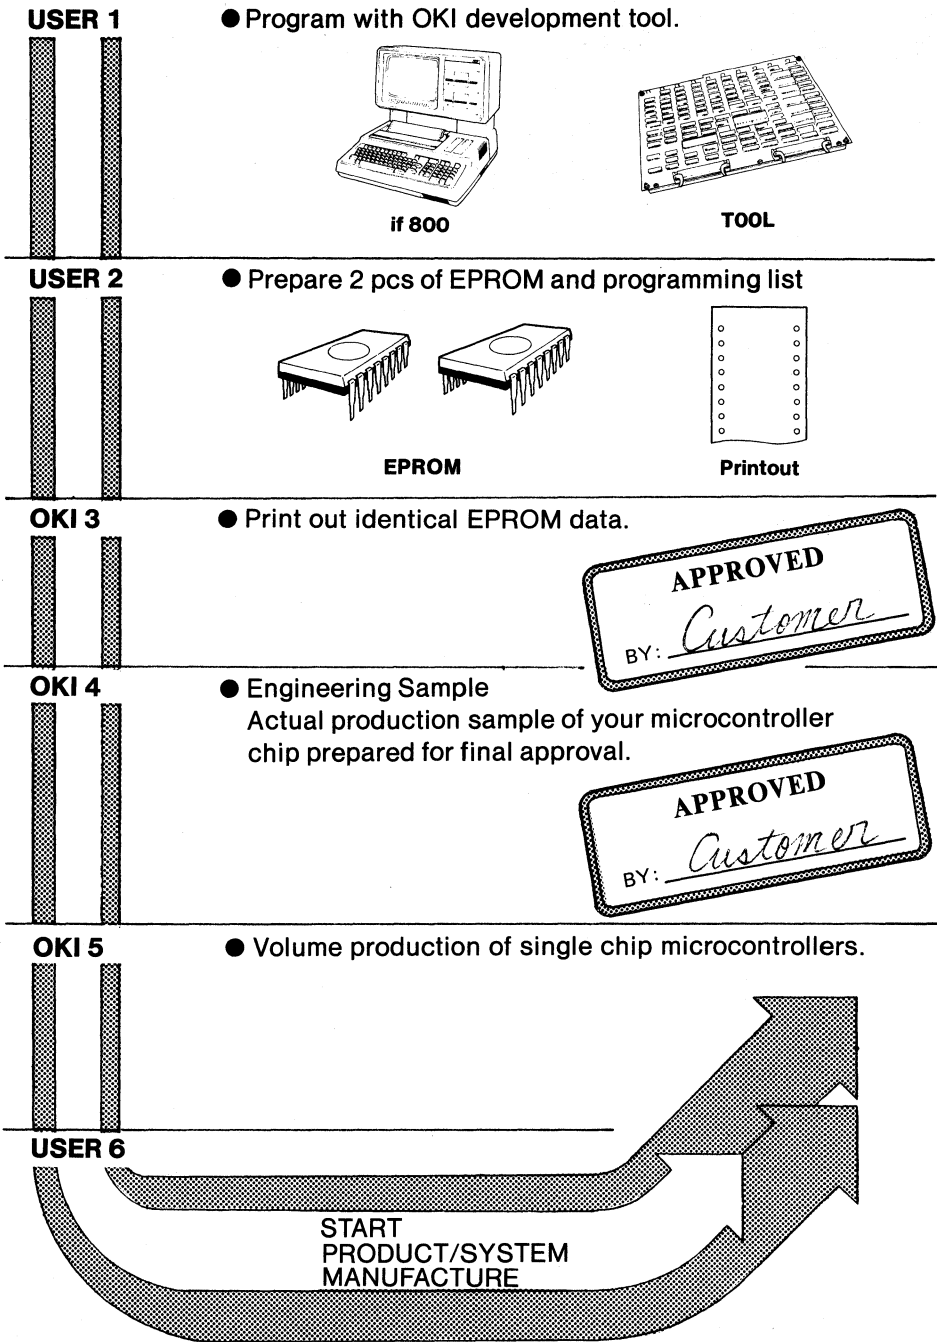 USER 1
● Program with OKI development tool.
if 800
TOOL
USER 2
● Prepare 2 pcs of EPROM and programming list
EPROM
Printout
OKI 3
● Print out identical EPROM data.
APPROVED
BY: Customer
OKI 4
● Engineering Sample
Actual production sample of your microcontroller
chip prepared for final approval.
APPROVED
BY: Customer
OKI 5
● Volume production of single chip microcontrollers.
USER 6
START
PRODUCT/SYSTEM
MANUFACTURE